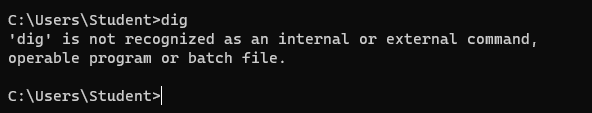 C:\Users\Student>dig
'dig' is not recognized as an internal or external command,
operable program or batch file.
C:\Users\Student>